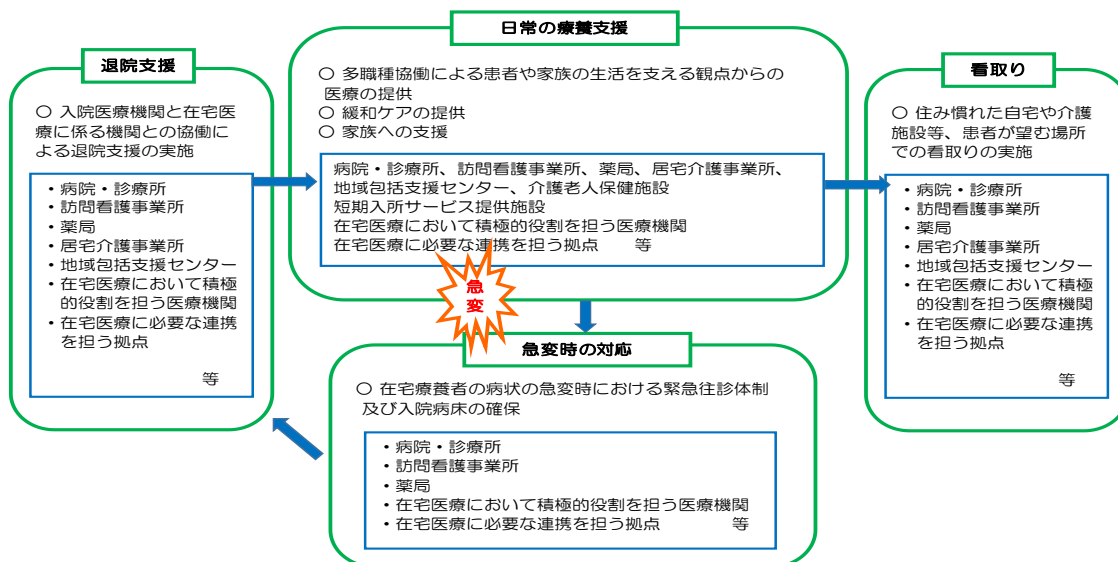 退院支援
○ 入院医療機関と在宅医
療に係る機関との協働に
よる退院支援の実施
・病院・診療所
・訪問看護事業所
・薬局
・居宅介護事業所
・地域包括支援センター
・在宅医療において積極
的役割を担う医療機関
・在宅医療に必要な連携
を担う拠点
等
日常の療養支援
○ 多職種協働による患者や家族の生活を支える観点からの
医療の提供
○ 緩和ケアの提供
○ 家族への支援
病院・診療所、訪問看護事業所、薬局、居宅介護事業所、
地域包括支援センター、介護老人保健施設
短期入所サービス提供施設
在宅医療において積極的役割を担う医療機関
在宅医療に必要な連携を担う拠点 等
急
変
急変時の対応
○ 在宅療養者の病状の急変時における緊急往診体制
及び入院病床の確保
・病院・診療所
・訪問看護事業所
・薬局
・在宅医療において積極的役割を担う医療機関
・在宅医療に必要な連携を担う拠点 等
看取り
○ 住み慣れた自宅や介護
施設等、患者が望む場所
での看取りの実施
・病院・診療所
・訪問看護事業所
・薬局
・居宅介護事業所
・地域包括支援センター
・在宅医療において積極
的役割を担う医療機関
・在宅医療に必要な連携
を担う拠点
等